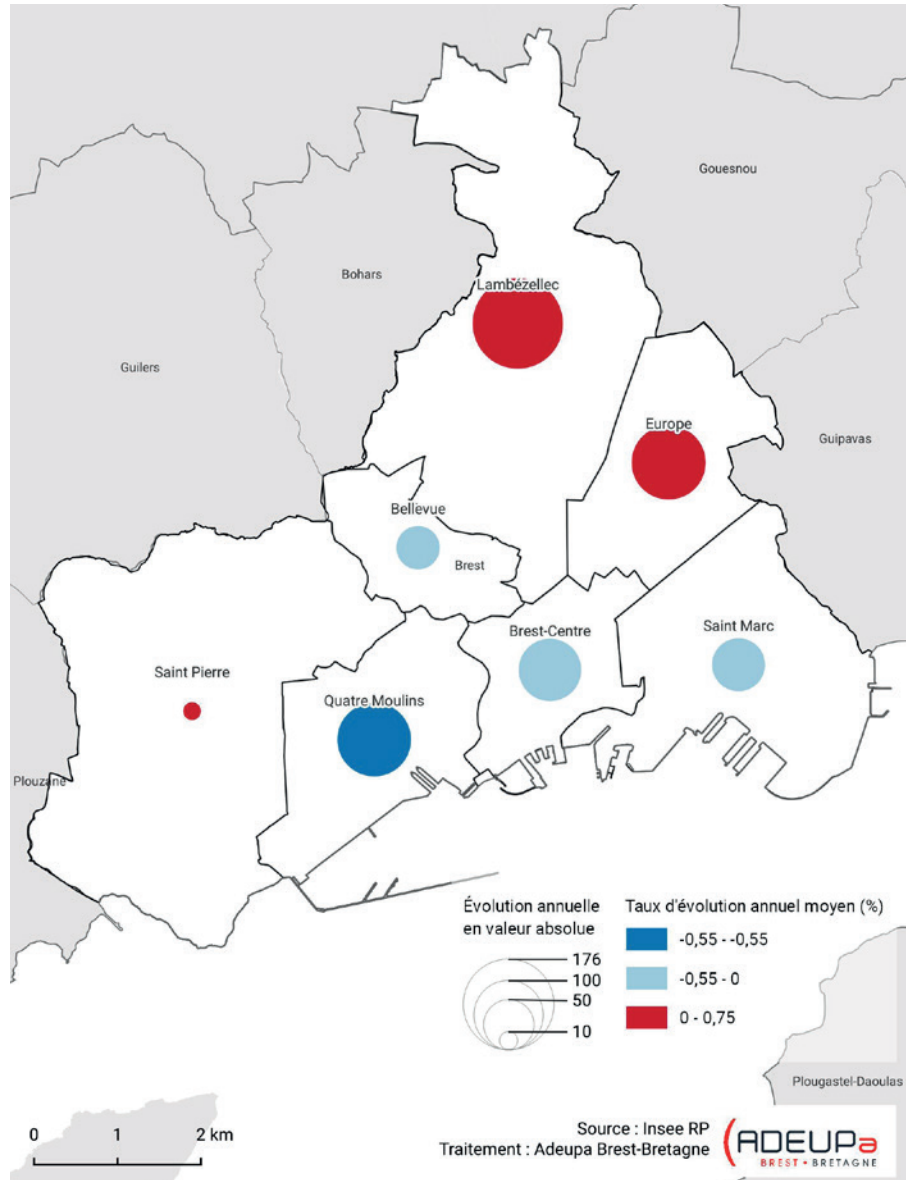 Gouesnou
Bohars
Lambézellec
Guilers
Europe
Guipavas
Bellevue
Brest
Brest-Centre
Saint Marc
Saint Pierre
Quatre Moulins
Plouzané
Évolution annuelle
en valeur absolue
176
100
50
10
Taux d'évolution annuel moyen (%)
-0,55 - -0,55
-0,55 - 0
0 - 0,75
Plougastel-Daoulas
0 1 2 km
Source : Insee RP
Traitement : Adeupa Brest-Bretagne
ADEUPa
BREST • BRETAGNE